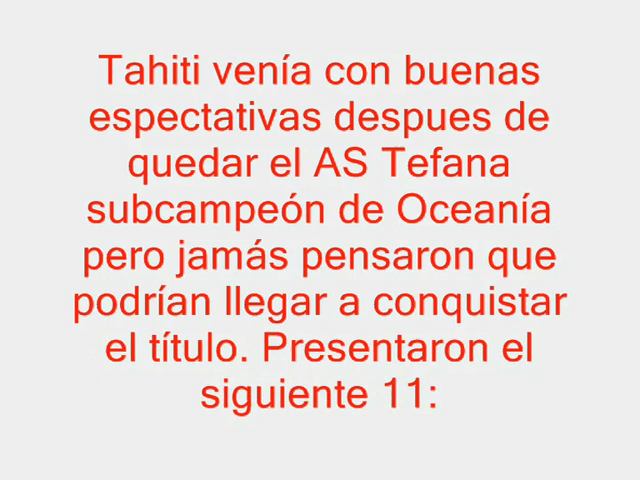 Tahiti venía con buenas
espectativas despues de
quedar el AS Tefana
subcampeón de Oceanía
pero jamás pensaron que
podrían llegar a conquistar
el título. Presentaron el
siguiente 11: